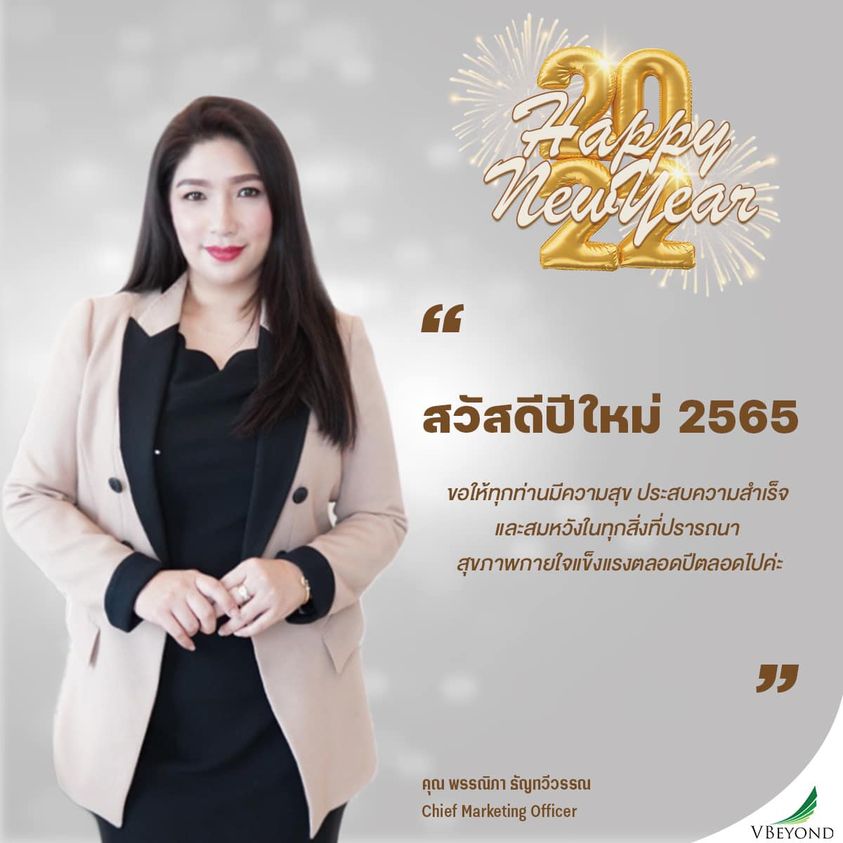 2022
Happy
New Year
“
สวัสดีปีใหม่ 2565
ขอให้ทุกท่านมีความสุข ประสบความสำเร็จ
และสมหวังในทุกสิ่งที่ปรารถนา
สุขภาพกายใจแข็งแรงตลอดปีตลอดไปค่ะ
”
คุณ พรรณิภา ธัญทวีวรรณ
Chief Marketing Officer
VBEYOND